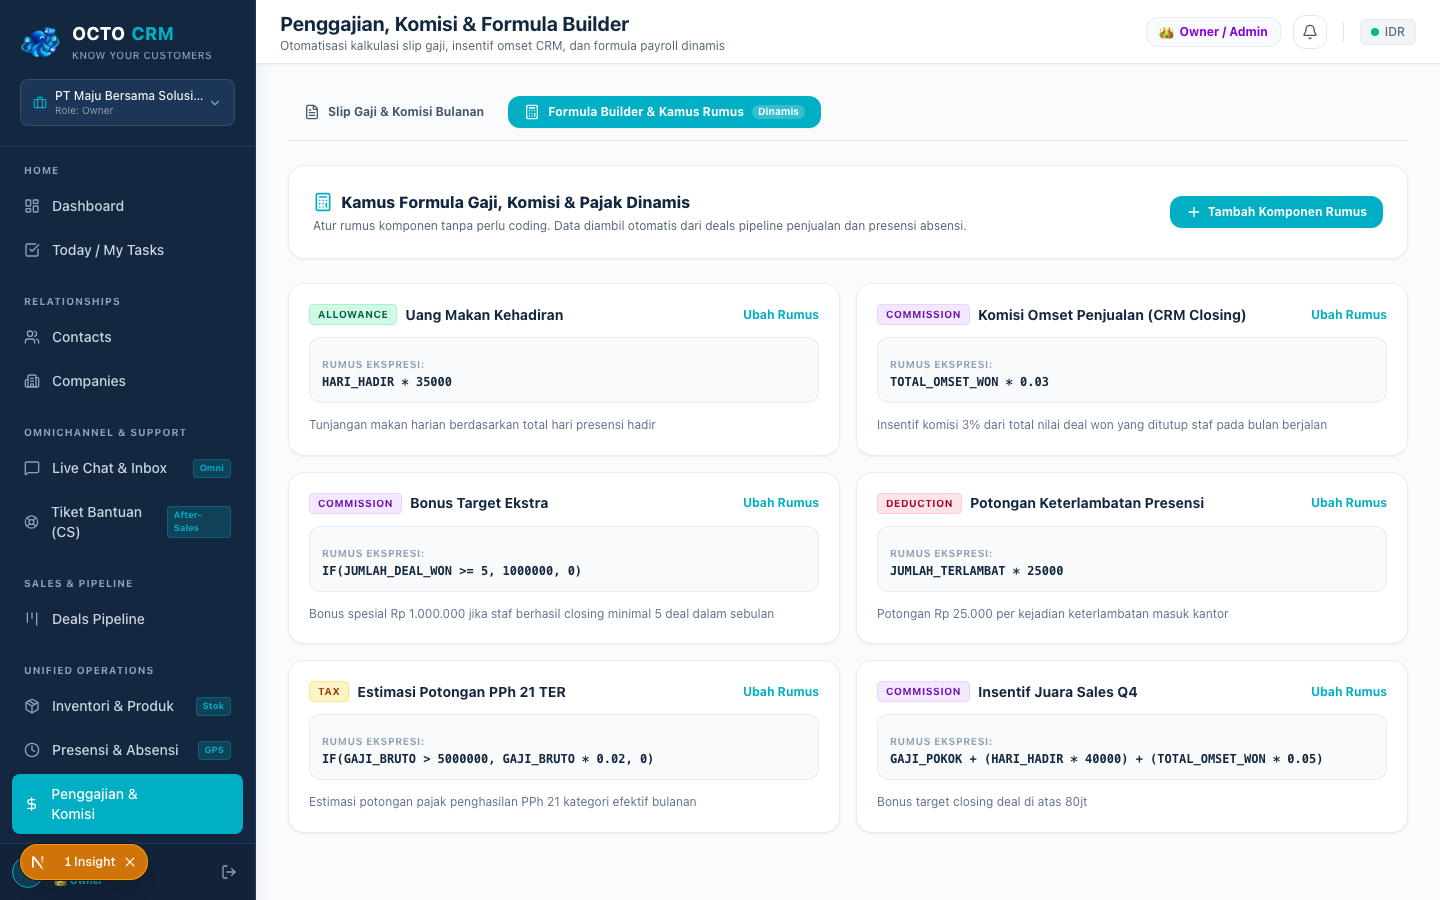 OCTO CRM
KNOW YOUR CUSTOMERS
PT Maju Bersama Solusi...
Role: Owner
HOME
Dashboard
Today / My Tasks
RELATIONSHIPS
Contacts
Companies
OMNICHANNEL & SUPPORT
Live Chat & Inbox
Omni
Tiket Bantuan
(CS)
After-
Sales
SALES & PIPELINE
Deals Pipeline
UNIFIED OPERATIONS
Inventori & Produk
Stok
Presensi & Absensi
GPS
Penggajian &
Komisi
1 Insight
Owner
Penggajian, Komisi & Formula Builder
Otomatisasi kalkulasi slip gaji, insentif omset CRM, dan formula payroll dinamis
Owner / Admin
IDR
Slip Gaji & Komisi Bulanan
Formula Builder & Kamus Rumus
Dinamis
Kamus Formula Gaji, Komisi & Pajak Dinamis
Atur rumus komponen tanpa perlu coding. Data diambil otomatis dari deals pipeline penjualan dan presensi absensi.
Tambah Komponen Rumus
ALLOWANCE
Uang Makan Kehadiran
Ubah Rumus
RUMUS EKSPRESI:
HARI_HADIR * 35000
Tunjangan makan harian berdasarkan total hari presensi hadir
COMMISSION
Komisi Omset Penjualan (CRM Closing)
Ubah Rumus
RUMUS EKSPRESI:
TOTAL_OMSET_WON * 0.03
Insentif komisi 3% dari total nilai deal won yang ditutup staf pada bulan berjalan
COMMISSION
Bonus Target Ekstra
Ubah Rumus
RUMUS EKSPRESI:
IF(JUMLAH_DEAL_WON >= 5, 1000000, 0)
Bonus spesial Rp 1.000.000 jika staf berhasil closing minimal 5 deal dalam sebulan
DEDUCTION
Potongan Keterlambatan Presensi
Ubah Rumus
RUMUS EKSPRESI:
JUMLAH_TERLAMBAT * 25000
Potongan Rp 25.000 per kejadian keterlambatan masuk kantor
TAX
Estimasi Potongan PPh 21 TER
Ubah Rumus
RUMUS EKSPRESI:
IF(GAJI_BRUTO > 5000000, GAJI_BRUTO * 0.02, 0)
Estimasi potongan pajak penghasilan PPh 21 kategori efektif bulanan
COMMISSION
Insentif Juara Sales Q4
Ubah Rumus
RUMUS EKSPRESI:
GAJI_POKOK + (HARI_HADIR * 40000) + (TOTAL_OMSET_WON * 0.05)
Bonus target closing deal di atas 80jt